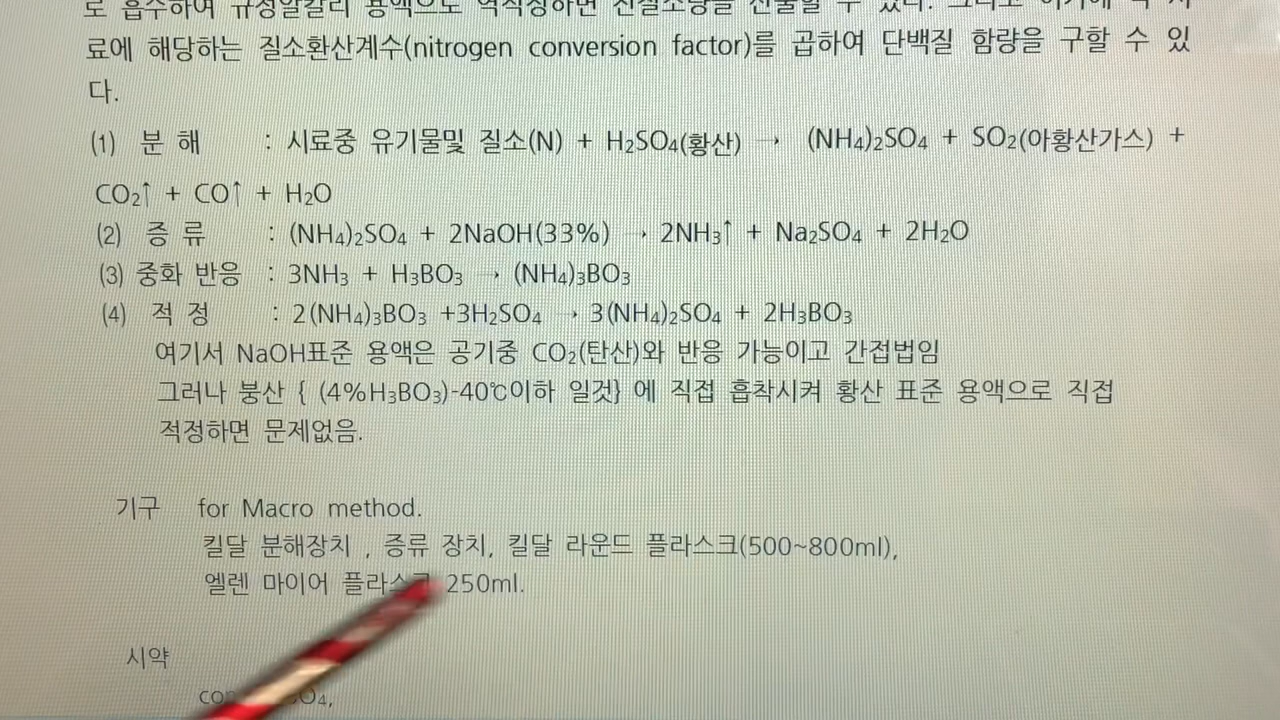 료에 해당하는 질소환산계수(nitrogen conversion factor)를 곱하여 단백질 함량을 구할 수 있
다.
(1) 분 해 : 시료중 유기물및 질소(N) + H₂SO₄(황산) → (NH₄)₂SO₄ + SO₂(아황산가스) +
CO₂↑ + CO↑ + H₂O
(2) 증 류 : (NH₄)₂SO₄ + 2NaOH(33%) → 2NH₃↑ + Na₂SO₄ + 2H₂O
(3) 중화 반응 : 3NH₃ + H₃BO₃ → (NH₄)₃BO₃
(4) 적 정 : 2(NH₄)₃BO₃ +3H₂SO₄ → 3(NH₄)₂SO₄ + 2H₃BO₃
여기서 NaOH표준 용액은 공기중 CO₂(탄산)와 반응 가능이고 간접법임
그러나 붕산 { (4%H₃BO₃)-40℃이하 일것} 에 직접 흡착시켜 황산 표준 용액으로 직접
적정하면 문제없음.
기구 for Macro method.
킬달 분해장치 , 증류 장치, 킬달 라운드 플라스크(500~800ml),
엘렌 마이어 플라스크 250ml.
시약